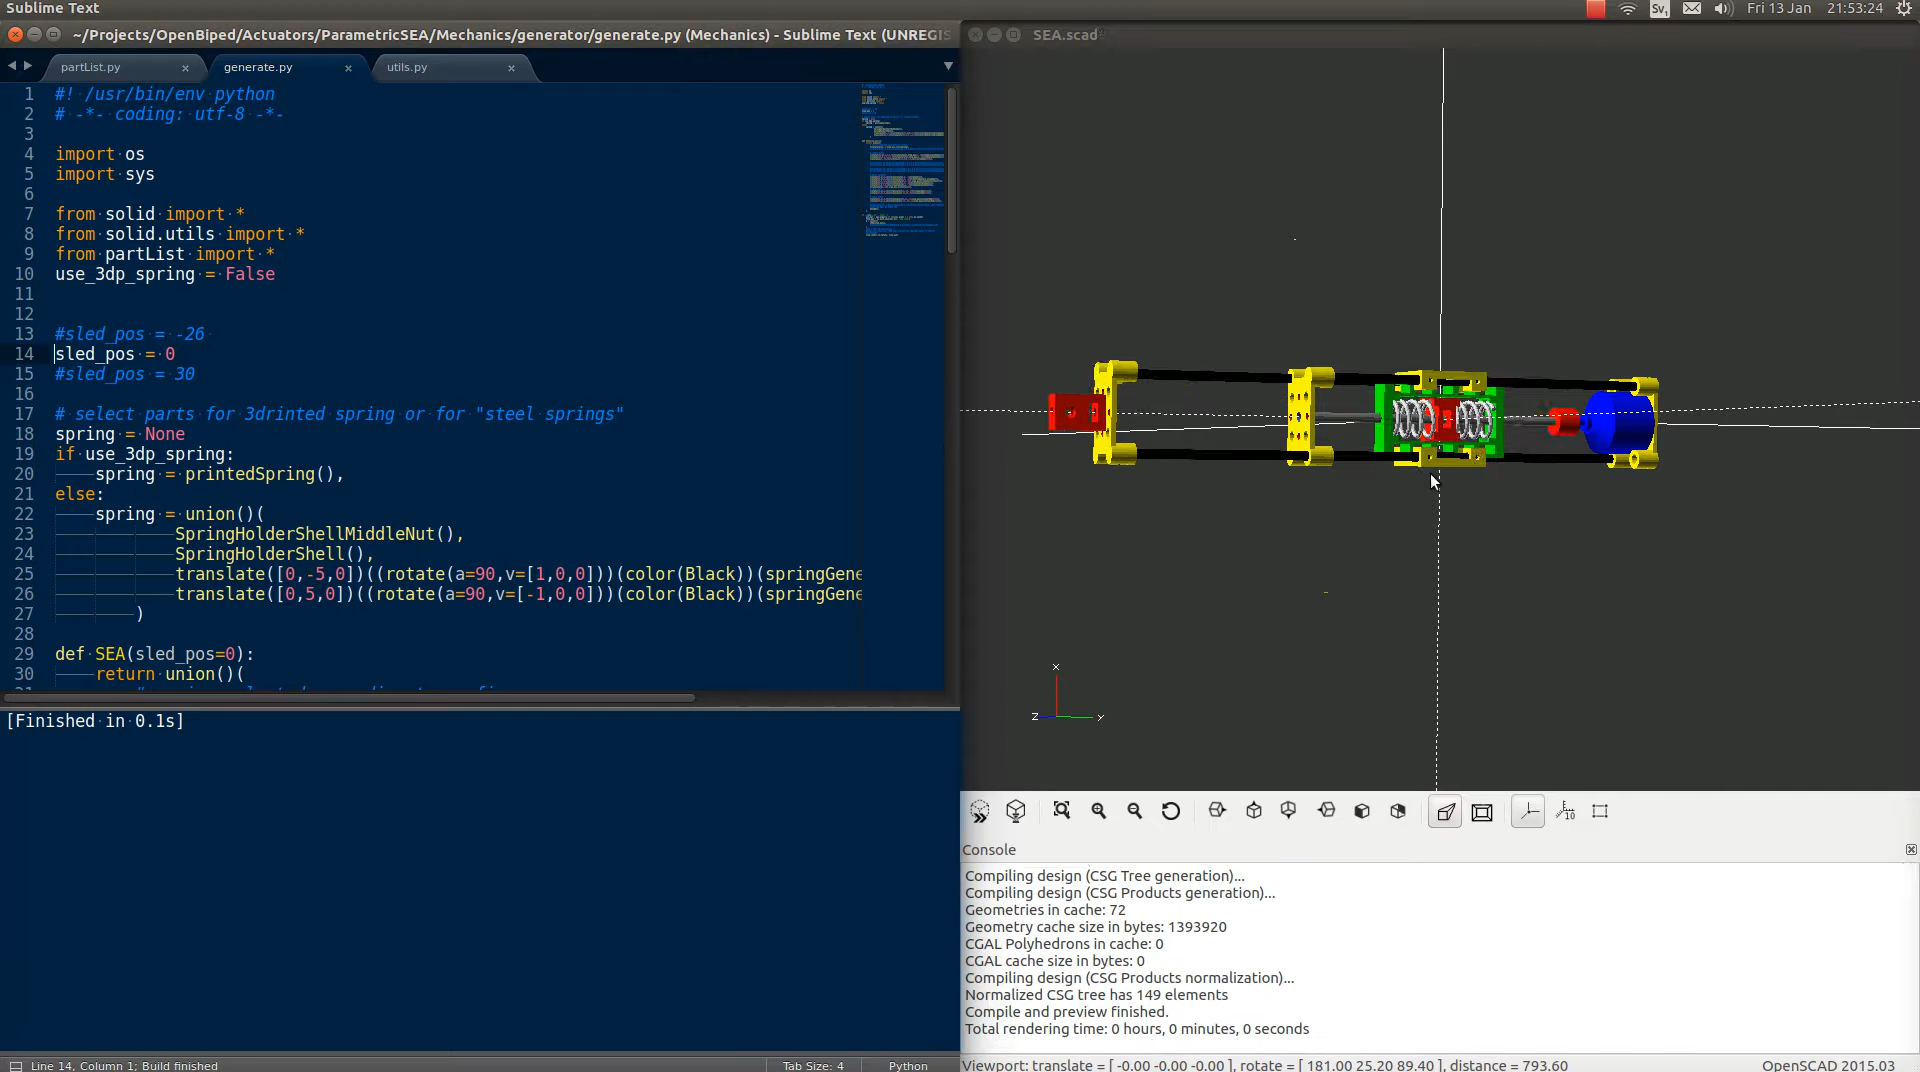 Sublime Text
Sv1
Fri 13 Jan
21:53:24
~/Projects/OpenBiped/Actuators/ParametricSEA/Mechanics/generator/generate.py (Mechanics) - Sublime Text (UNREGIS
SEA.scad
partList.py
generate.py
utils.py
1 #! /usr/bin/env python
2 # -*- coding: utf-8 -*-
3
4 import os
5 import sys
6
7 from solid import *
8 from solid.utils import *
9 from partList import *
10 use_3dp_spring = False
11
12
13 #sled_pos = -26
14 sled_pos = 0
15 #sled_pos = 30
16
17 # select parts for 3drinted spring or for "steel springs"
18 spring = None
19 if use_3dp_spring:
20 spring = printedSpring(),
21 else:
22 spring = union()(
23 SpringHolderShellMiddleNut(),
24 SpringHolderShell(),
25 translate([0,-5,0])((rotate(a=90,v=[1,0,0]))(color(Black))(springGene
26 translate([0,5,0])((rotate(a=90,v=[-1,0,0]))(color(Black))(springGene
27 )
28
29 def SEA(sled_pos=0):
30 return union()(
[Finished in 0.1s]
Line 14, Column 1; Build finished
Tab Size: 4
Python
x
z
y
10
Console
Compiling design (CSG Tree generation)...
Compiling design (CSG Products generation)...
Geometries in cache: 72
Geometry cache size in bytes: 1393920
CGAL Polyhedrons in cache: 0
CGAL cache size in bytes: 0
Compiling design (CSG Products normalization)...
Normalized CSG tree has 149 elements
Compile and preview finished.
Total rendering time: 0 hours, 0 minutes, 0 seconds
Viewport: translate = [ -0.00 -0.00 -0.00 ], rotate = [ 181.00 25.20 89.40 ], distance = 793.60
OpenSCAD 2015.03